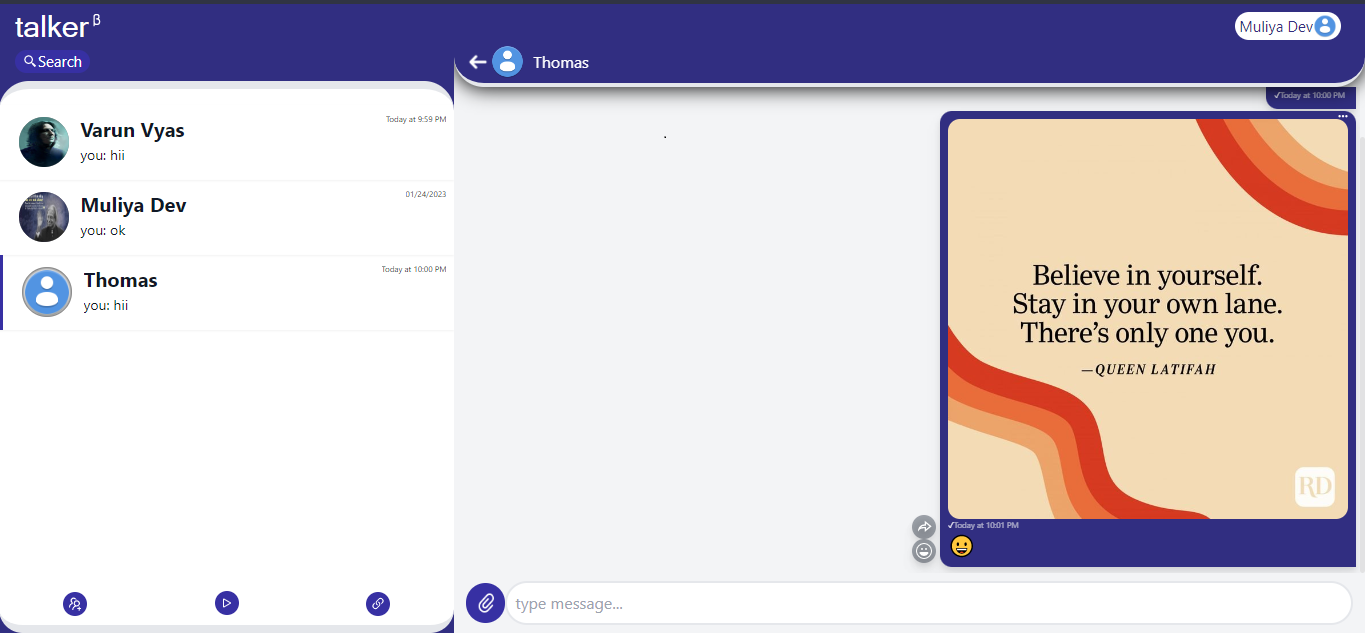 talker β
Muliya Dev
Search
Thomas
✓Today at 10:00 PM
Today at 9:59 PM
Varun Vyas
you: hii
01/24/2023
Muliya Dev
you: ok
Today at 10:00 PM
Thomas
you: hii
.
Believe in yourself.
Stay in your own lane.
There's only one you.
—QUEEN LATIFAH
RD
✓Today at 10:01 PM
type message...